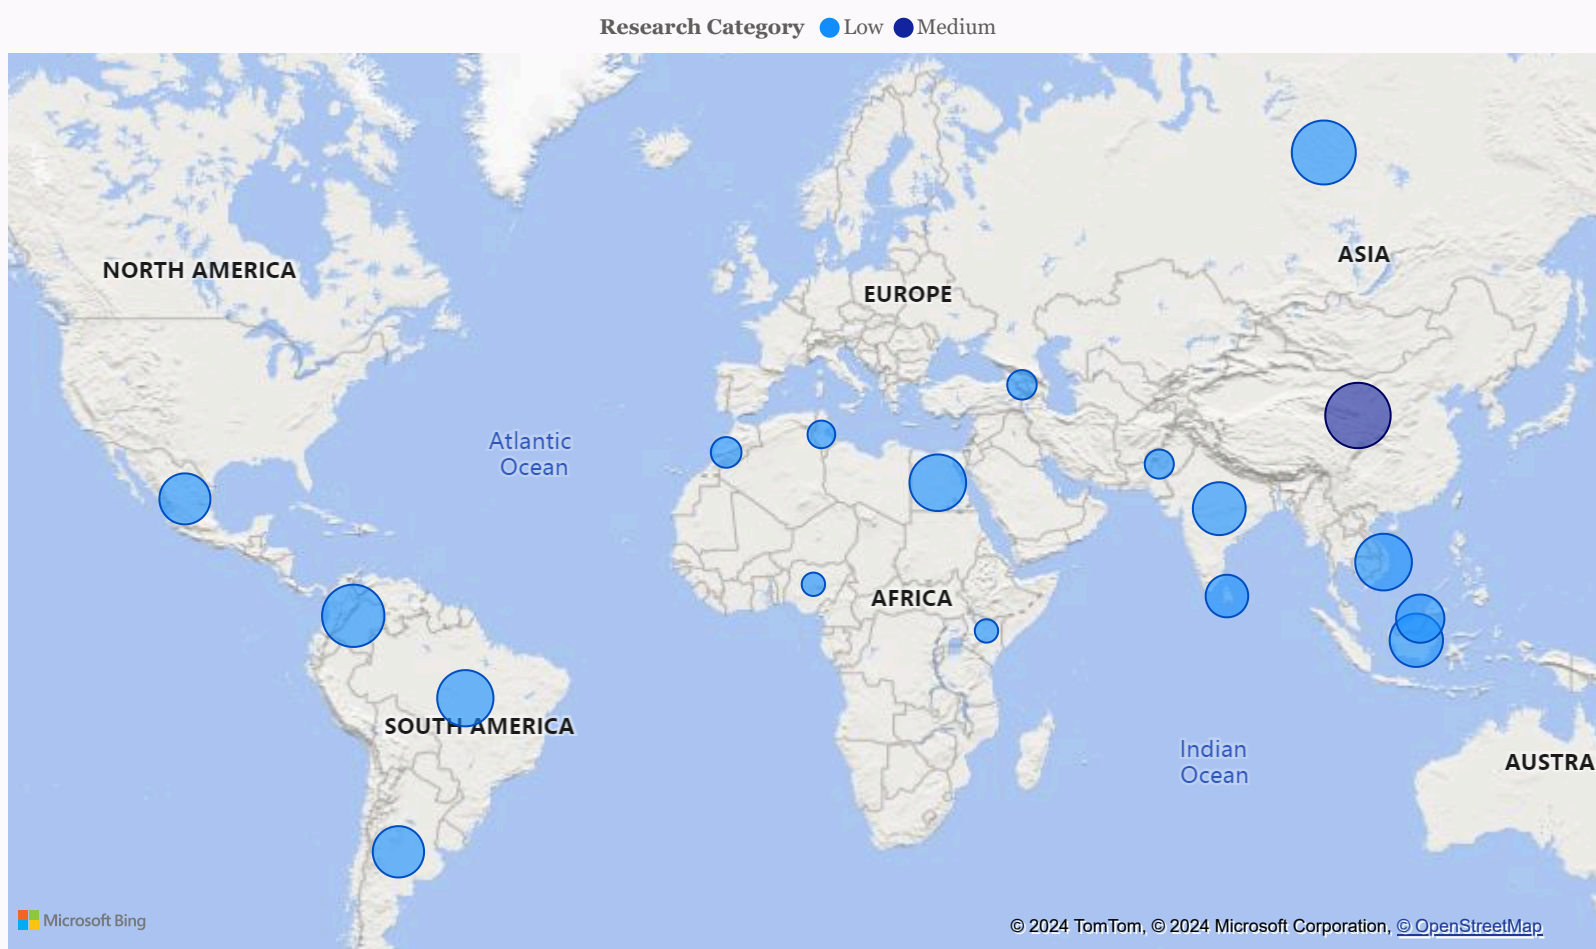 Research Category Low Medium
NORTH AMERICA
ASIA
EUROPE
Atlantic
Ocean
AFRICA
SOUTH AMERICA
Indian
Ocean
AUSTRA
Microsoft Bing
© 2024 TomTom, © 2024 Microsoft Corporation, © OpenStreetMap